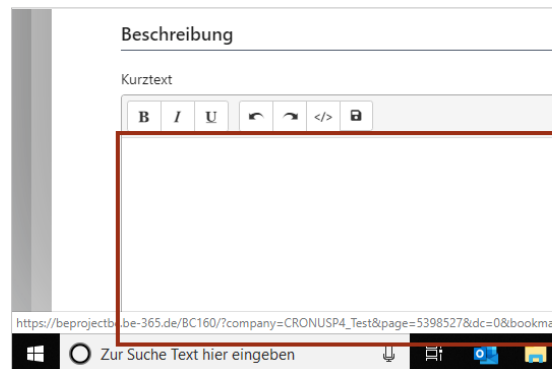 Beschreibung
Kurztext
B I U </>
https://beprojectbc.be-365.de/BC160/?company=CRONUSP4_Test&page=5398527&dc=0&bookma
Zur Suche Text hier eingeben